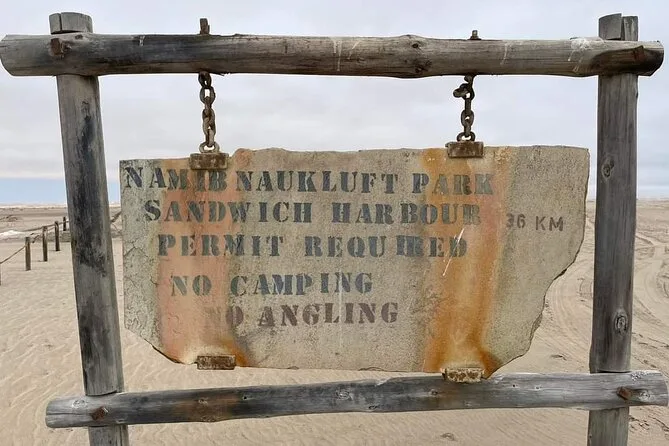 NAMIB NAUKLUFT PARK
SANDWICH HARBOUR 36 KM
PERMIT REQUIRED
NO CAMPING
NO ANGLING